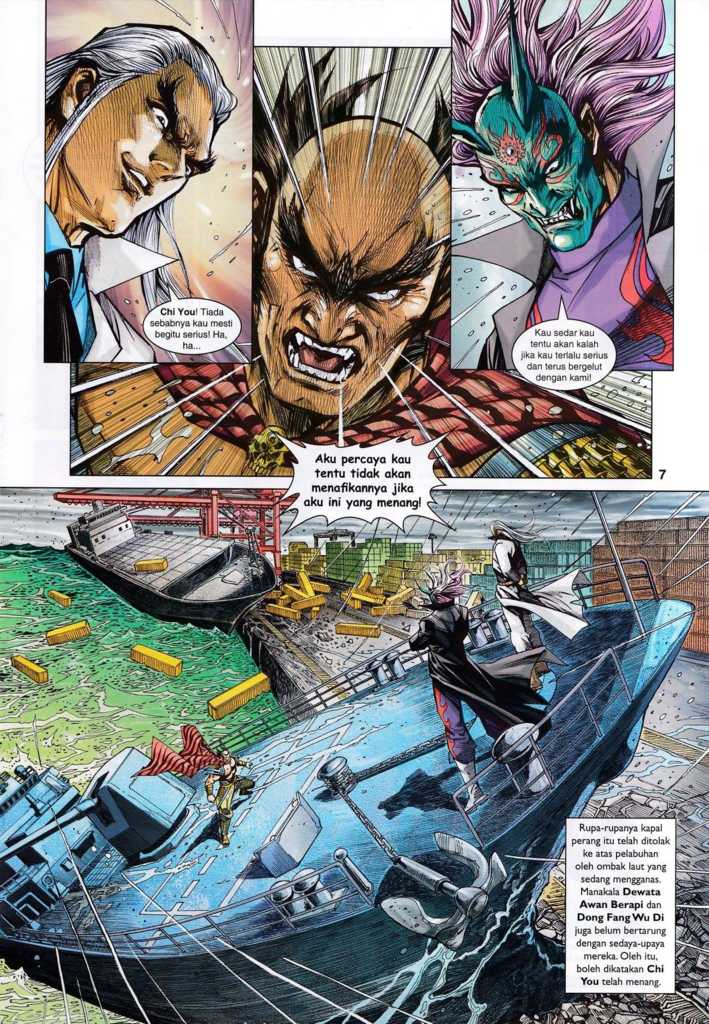 Chi You! Tiada
sebabnya kau mesti
begitu serius! Ha,
ha...
Kau sedar kau
tentu akan kalah
jika kau terlalu serius
dan terus bergelut
dengan kami!
Aku percaya kau
tentu tidak akan
menafikannya jika
aku ini yang menang!
7
Rupa-rupanya kapal
perang itu telah ditolak
ke atas pelabuhan
oleh ombak laut yang
sedang mengganas.
Manakala Dewata
Awan Berapi dan
Dong Fang Wu Di
juga belum bertarung
dengan sedaya-upaya
mereka. Oleh itu,
boleh dikatakan Chi
You telah menang.